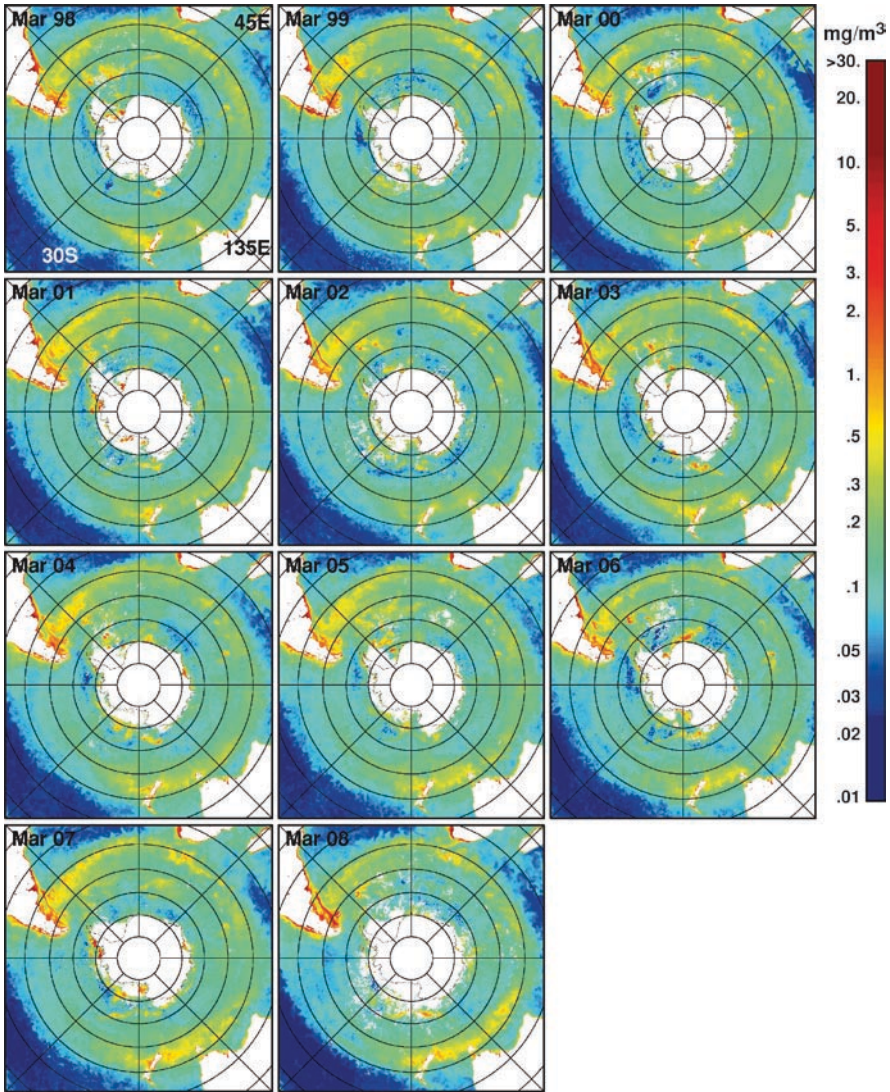 Mar 98
45E
30S
135E
Mar 99
Mar 00
Mar 01
Mar 02
Mar 03
Mar 04
Mar 05
Mar 06
Mar 07
Mar 08
mg/m³
>30.
20.
10.
5.
3.
2.
1.
.5
.3
.2
.1
.05
.03
.02
.01